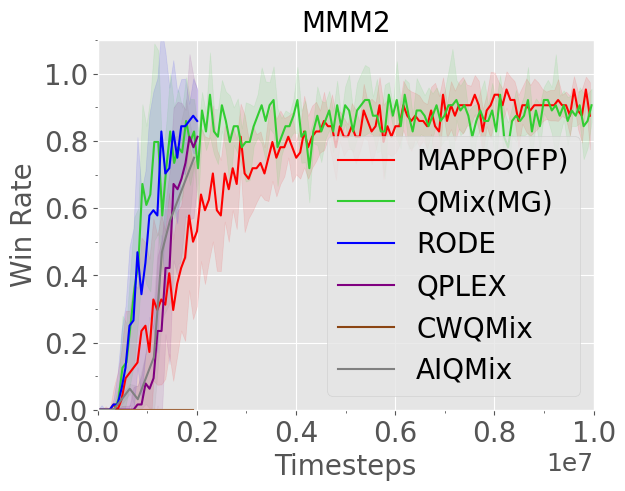 MMM2
Win Rate
1.0
0.8
0.6
0.4
0.2
0.0
MAPPO(FP)
QMix(MG)
RODE
QPLEX
CWQMix
AIQMix
0.0 0.2 0.4 0.6 0.8 1.0
Timesteps
1e7